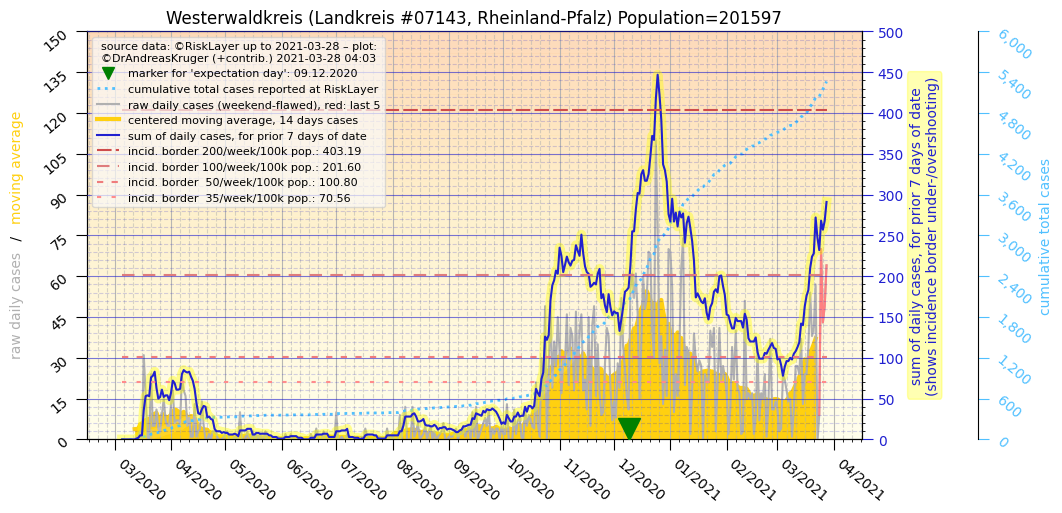 Westerwaldkreis (Landkreis #07143, Rheinland-Pfalz) Population=201597
source data: ©RiskLayer up to 2021-03-28 – plot:
©DrAndreasKruger (+contrib.) 2021-03-28 04:03
marker for 'expectation day': 09.12.2020
cumulative total cases reported at RiskLayer
raw daily cases (weekend-flawed), red: last 5
centered moving average, 14 days cases
sum of daily cases, for prior 7 days of date
incid. border 200/week/100k pop.: 403.19
incid. border 100/week/100k pop.: 201.60
incid. border  50/week/100k pop.: 100.80
incid. border  35/week/100k pop.: 70.56
raw daily cases  /  moving average
150
135
120
105
90
75
60
45
30
15
0
03/2020
04/2020
05/2020
06/2020
07/2020
08/2020
09/2020
10/2020
11/2020
12/2020
01/2021
02/2021
03/2021
04/2021
500
450
400
350
300
250
200
150
100
50
0
sum of daily cases, for prior 7 days of date
(shows incidence border under-/overshooting)
6,000
5,400
4,800
4,200
3,600
3,000
2,400
1,800
1,200
600
0
cumulative total cases